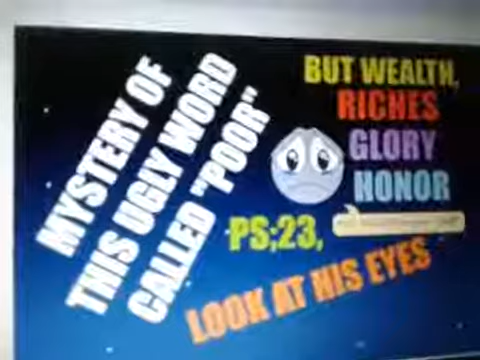 MYSTERY OF
THIS UGLY WORD
CALLED "POOR"
BUT WEALTH,
RICHES
GLORY
HONOR
PS;23,
LOOK AT HIS EYES